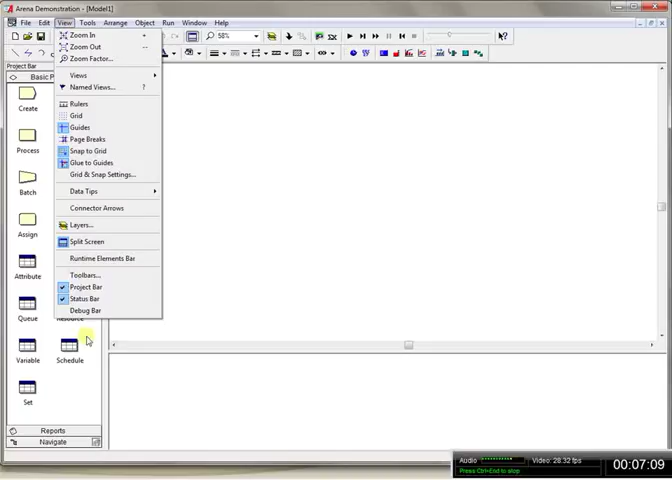 Arena Demonstration - [Model1]
File Edit View Tools Arrange Object Run Window Help
58%
Project Bar
Zoom In +
Zoom Out --
Zoom Factor...
Views
Named Views... ?
Rulers
Grid
Guides
Page Breaks
Snap to Grid
Glue to Guides
Grid & Snap Settings...
Data Tips
Connector Arrows
Layers...
Split Screen
Runtime Elements Bar
Toolbars...
Project Bar
Status Bar
Debug Bar
Basic P
Create
Process
Batch
Assign
Attribute
Queue Resource
Variable Schedule
Set
Reports
Navigate
Audio Video: 28.32 fps
Press Ctrl+End to stop
00:07:09